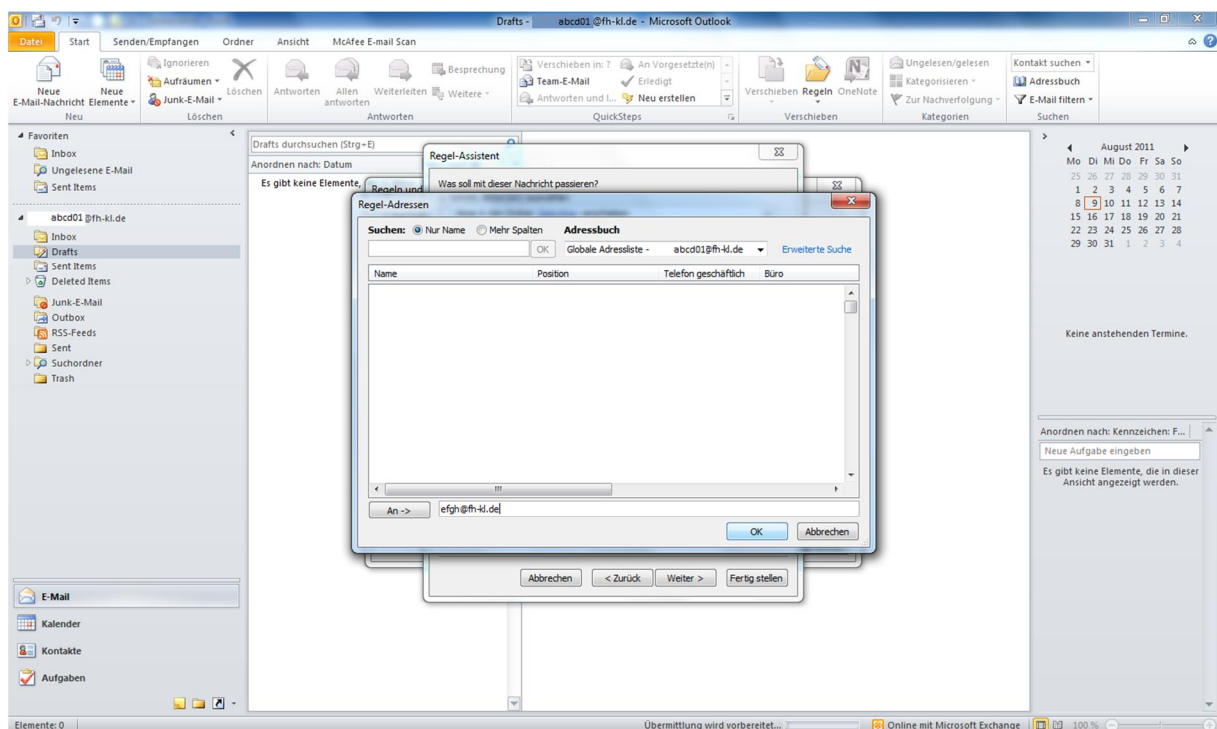 Drafts - abcd01 @fh-kl.de - Microsoft Outlook
Datei Start Senden/Empfangen Ordner Ansicht McAfee E-mail Scan
Neue E-Mail-Nachricht
Neue Elemente
Neu
Ignorieren
Aufräumen
Junk-E-Mail
Löschen
Löschen
Antworten
Allen antworten
Weiterleiten
Besprechung
Weitere
Antworten
Verschieben in: ?
Team-E-Mail
Antworten und l...
An Vorgesetzte(n)
Erledigt
Neu erstellen
QuickSteps
Verschieben
Regeln
OneNote
Verschieben
Ungelesen/gelesen
Kategorisieren
Zur Nachverfolgung
Kategorien
Kontakt suchen
Adressbuch
E-Mail filtern
Suchen
Favoriten
Inbox
Ungelesene E-Mail
Sent Items
abcd01 @fh-kl.de
Inbox
Drafts
Sent Items
Deleted Items
Junk-E-Mail
Outbox
RSS-Feeds
Sent
Suchordner
Trash
E-Mail
Kalender
Kontakte
Aufgaben
Drafts durchsuchen (Strg+E)
Anordnen nach: Datum
Es gibt keine Elemente,
Regel-Assistent
Was soll mit dieser Nachricht passieren?
Regeln und
Regel-Adressen
Suchen: Nur Name Mehr Spalten Adressbuch
OK Globale Adressliste - abcd01@fh-kl.de Erweiterte Suche
Name Position Telefon geschäftlich Büro
An -> efgh@fh-kl.de
OK Abbrechen
Abbrechen < Zurück Weiter > Fertig stellen
August 2011
Mo Di Mi Do Fr Sa So
25 26 27 28 29 30 31
1 2 3 4 5 6 7
8 9 10 11 12 13 14
15 16 17 18 19 20 21
22 23 24 25 26 27 28
29 30 31 1 2 3 4
Keine anstehenden Termine.
Anordnen nach: Kennzeichen: F...
Neue Aufgabe eingeben
Es gibt keine Elemente, die in dieser
Ansicht angezeigt werden.
Elemente: 0 Übermittlung wird vorbereitet... Online mit Microsoft Exchange 100 %